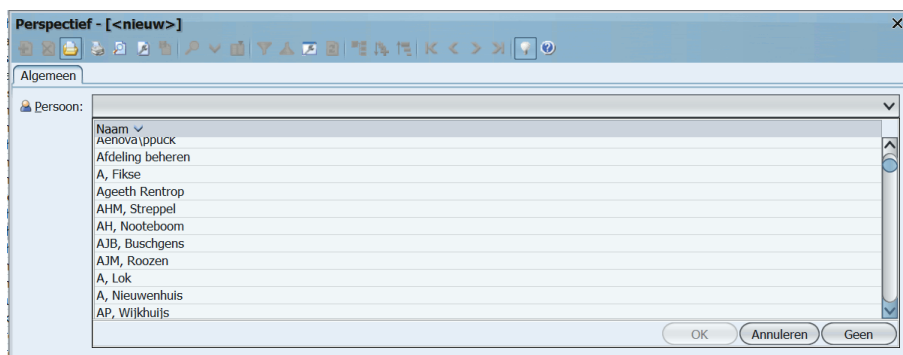 Perspectief - [<nieuw>]
Algemeen
Persoon:
Naam
Aenova\ppuck
Afdeling beheren
A, Fikse
Ageeth Rentrop
AHM, Streppel
AH, Nooteboom
AJB, Buschgens
AJM, Roozen
A, Lok
A, Nieuwenhuis
AP, Wijkhuijs
OK Annuleren Geen